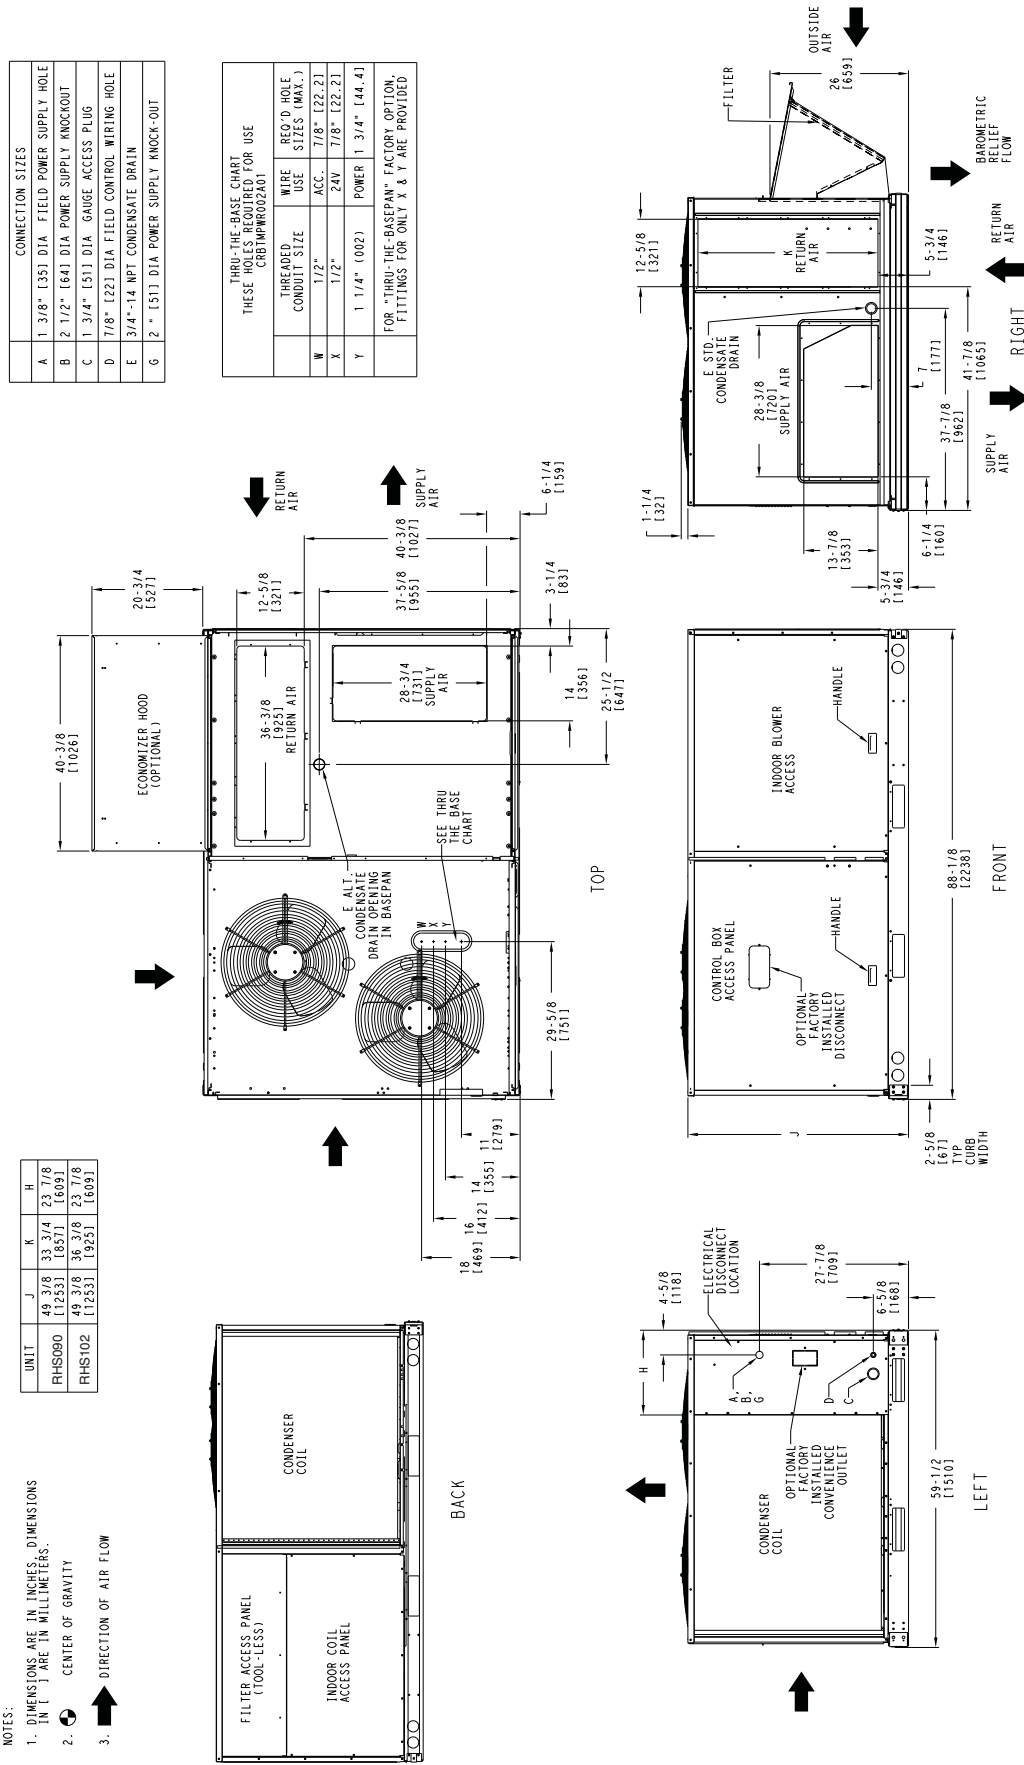 NOTES:
1. DIMENSIONS ARE IN INCHES, DIMENSIONS
IN [ ] ARE IN MILLIMETERS.
2. CENTER OF GRAVITY
3. DIRECTION OF AIR FLOW
UNIT J K H
RHS090 49 3/8 [1253] 33 3/4 [857] 23 7/8 [609]
RHS102 49 3/8 [1253] 36 3/8 [925] 23 7/8 [609]
CONNECTION SIZES
A 1 3/8" [35] DIA FIELD POWER SUPPLY HOLE
B 2 1/2" [64] DIA POWER SUPPLY KNOCKOUT
C 1 3/4" [51] DIA GAUGE ACCESS PLUG
D 7/8" [22] DIA FIELD CONTROL WIRING HOLE
E 3/4"-14 NPT CONDENSATE DRAIN
G 2 " [51] DIA POWER SUPPLY KNOCK-OUT
THRU-THE-BASE CHART
THESE HOLES REQUIRED FOR USE
CRBTMPWR002A01
THREADED CONDUIT SIZE WIRE USE REQ'D HOLE SIZES (MAX.)
W 1/2" ACC. 7/8" [22.2]
X 1/2" 24V 7/8" [22.2]
Y 1 1/4" (002) POWER 1 3/4" [44.4]
FOR "THRU-THE-BASEPAN" FACTORY OPTION,
FITTINGS FOR ONLY X & Y ARE PROVIDED
FILTER ACCESS PANEL
(TOOL-LESS)
INDOOR COIL
ACCESS PANEL
CONDENSER
COIL
BACK
40-3/8
[1026]
20-3/4
[527]
ECONOMIZER HOOD
(OPTIONAL)
12-5/8
[321]
RETURN
AIR
36-3/8
[925]
RETURN AIR
SUPPLY
AIR
40-3/8
[1027]
37-5/8
[955]
6-1/4
[159]
28-3/4
[731]
SUPPLY
AIR
3-1/4
[83]
14
[356]
25-1/2
[647]
E ALT.
CONDENSATE
DRAIN OPENING
IN BASEPAN
SEE THRU
THE BASE
CHART
W
X
Y
29-5/8
[751]
11
[279]
14
[355]
16
[412]
18
[469]
TOP
4-5/8
[118]
H
ELECTRICAL
DISCONNECT
LOCATION
27-7/8
[709]
6-5/8
[168]
A,
B,
G
D
C
OPTIONAL
FACTORY
INSTALLED
CONVENIENCE
OUTLET
CONDENSER
COIL
59-1/2
[1510]
LEFT
J
CONTROL BOX
ACCESS PANEL
OPTIONAL
FACTORY
INSTALLED
DISCONNECT
HANDLE
INDOOR BLOWER
ACCESS
HANDLE
2-5/8
[67]
TYP
CURB
WIDTH
88-1/8
[2238]
FRONT
1-1/4
[32]
12-5/8
[321]
FILTER
OUTSIDE
AIR
26
[659]
E STD.
CONDENSATE
DRAIN
K
RETURN
AIR
28-3/8
[720]
SUPPLY AIR
13-7/8
[353]
5-3/4
[146]
6-1/4
[160]
7
[177]
37-7/8
[962]
41-7/8
[1065]
5-3/4
[146]
BAROMETRIC
RELIEF
FLOW
RETURN
AIR
SUPPLY
AIR
RIGHT